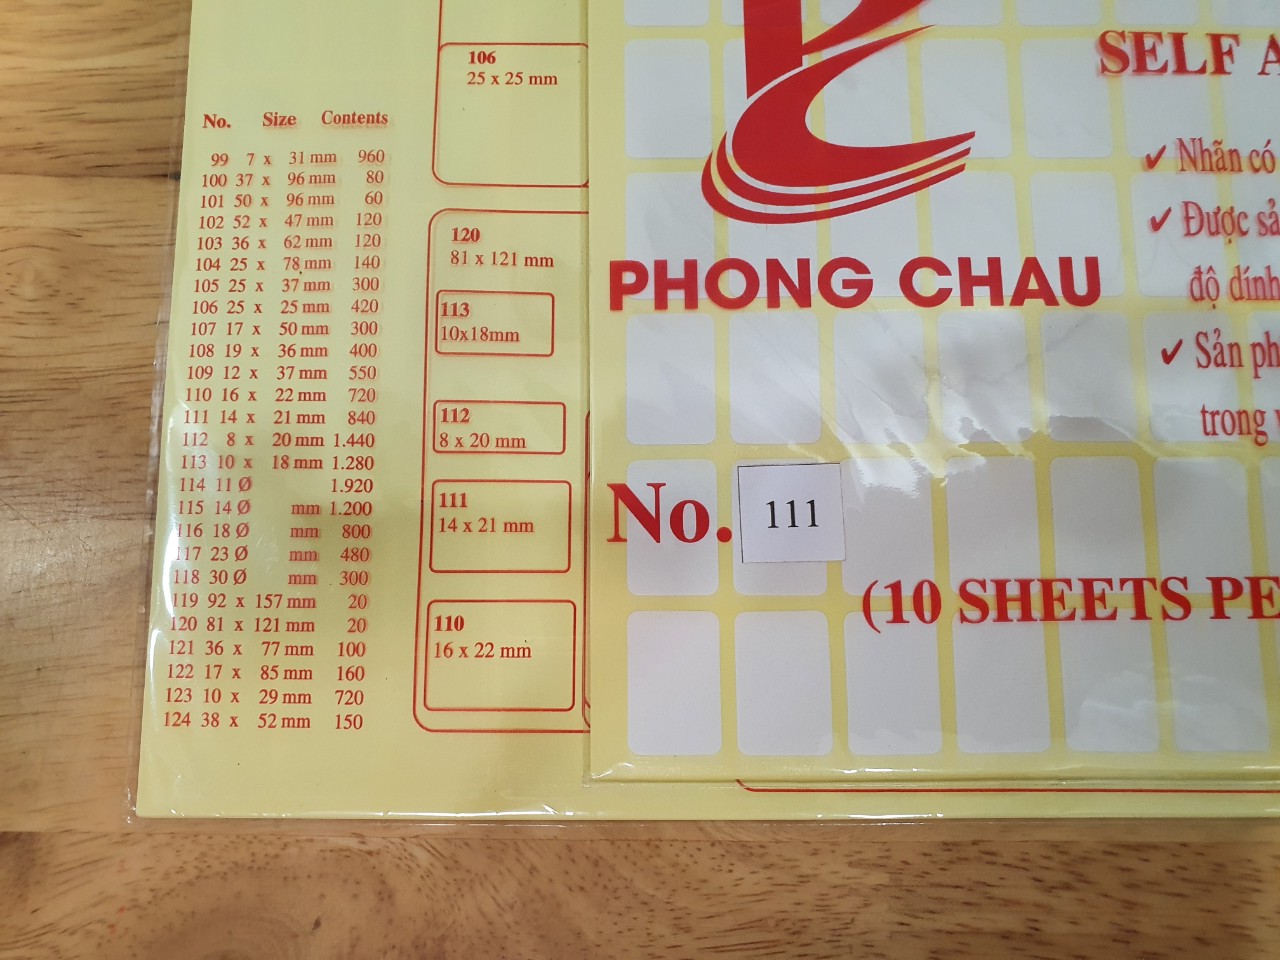 No. Size Contents
99 7 x 31 mm 960
100 37 x 96 mm 80
101 50 x 96 mm 60
102 52 x 47 mm 120
103 36 x 62 mm 120
104 25 x 78 mm 140
105 25 x 37 mm 300
106 25 x 25 mm 420
107 17 x 50 mm 300
108 19 x 36 mm 400
109 12 x 37 mm 550
110 16 x 22 mm 720
111 14 x 21 mm 840
112 8 x 20 mm 1.440
113 10 x 18 mm 1.280
114 11 Ø 1.920
115 14 Ø mm 1.200
116 18 Ø mm 800
117 23 Ø mm 480
118 30 Ø mm 300
119 92 x 157 mm 20
120 81 x 121 mm 20
121 36 x 77 mm 100
122 17 x 85 mm 160
123 10 x 29 mm 720
124 38 x 52 mm 150
106
25 x 25 mm
120
81 x 121 mm
113
10x18mm
112
8 x 20 mm
111
14 x 21 mm
110
16 x 22 mm
PHONG CHAU
SELF A
✓ Nhãn có
✓ Được sả
độ dính
✓ Sản ph
trong
No. 111
(10 SHEETS PE